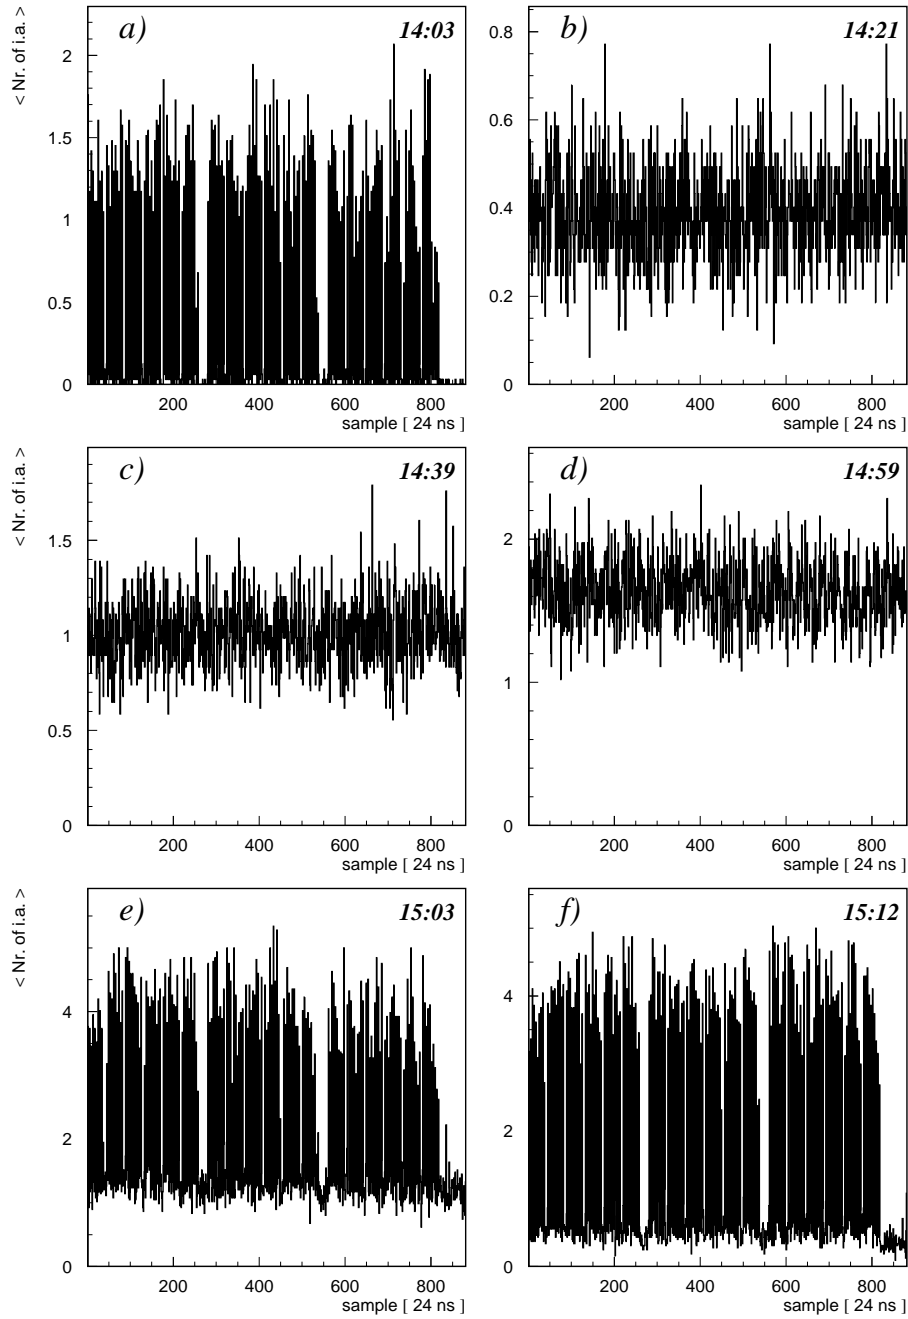 a) 14:03
< Nr. of i.a. >
2
1.5
1
0.5
0
200 400 600 800
sample [ 24 ns ]
b) 14:21
0.8
0.6
0.4
0.2
0
200 400 600 800
sample [ 24 ns ]
c) 14:39
< Nr. of i.a. >
1.5
1
0.5
0
200 400 600 800
sample [ 24 ns ]
d) 14:59
2
1
0
200 400 600 800
sample [ 24 ns ]
e) 15:03
< Nr. of i.a. >
4
2
0
200 400 600 800
sample [ 24 ns ]
f) 15:12
4
2
0
200 400 600 800
sample [ 24 ns ]